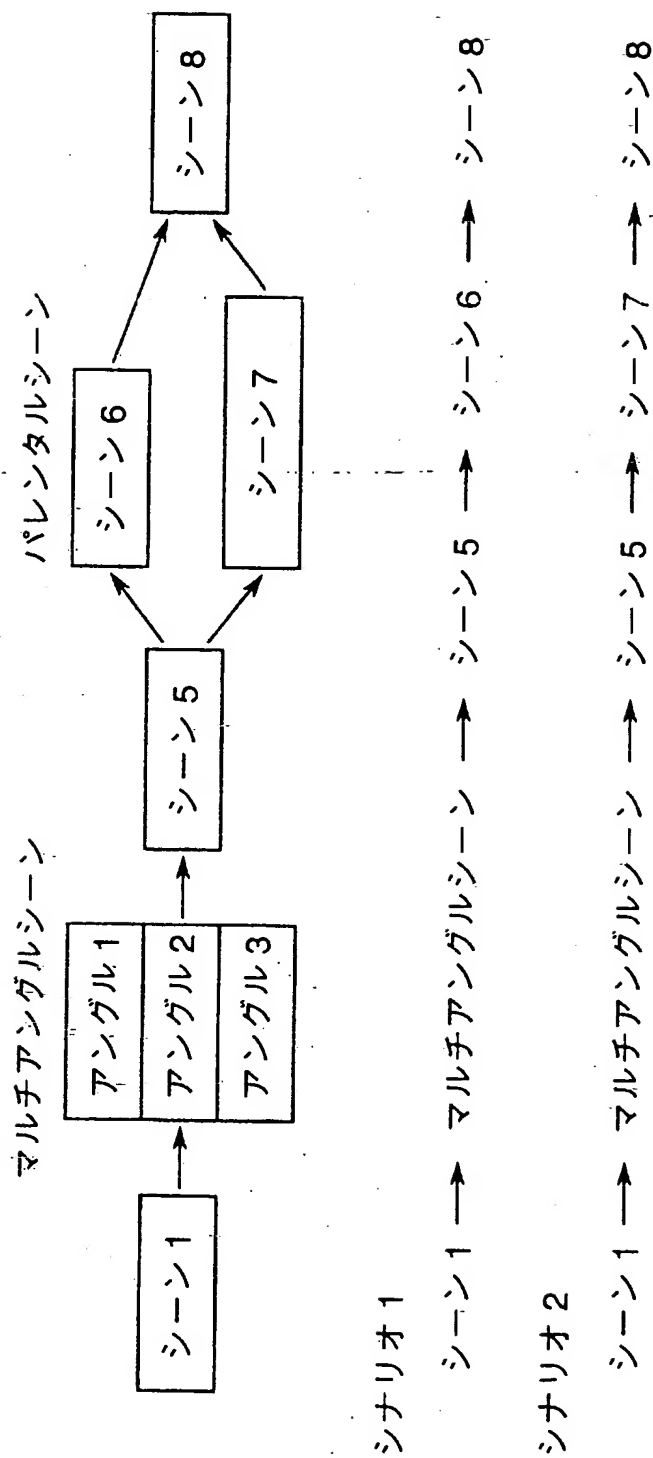 マルチアングルシーン
パレンタルシーン
シーン1
アングル1
アングル2
アングル3
シーン5
シーン6
シーン7
シーン8
シナリオ1
シーン1 → マルチアングルシーン → シーン5 → シーン6 → シーン8
シナリオ2
シーン1 → マルチアングルシーン → シーン5 → シーン7 → シーン8